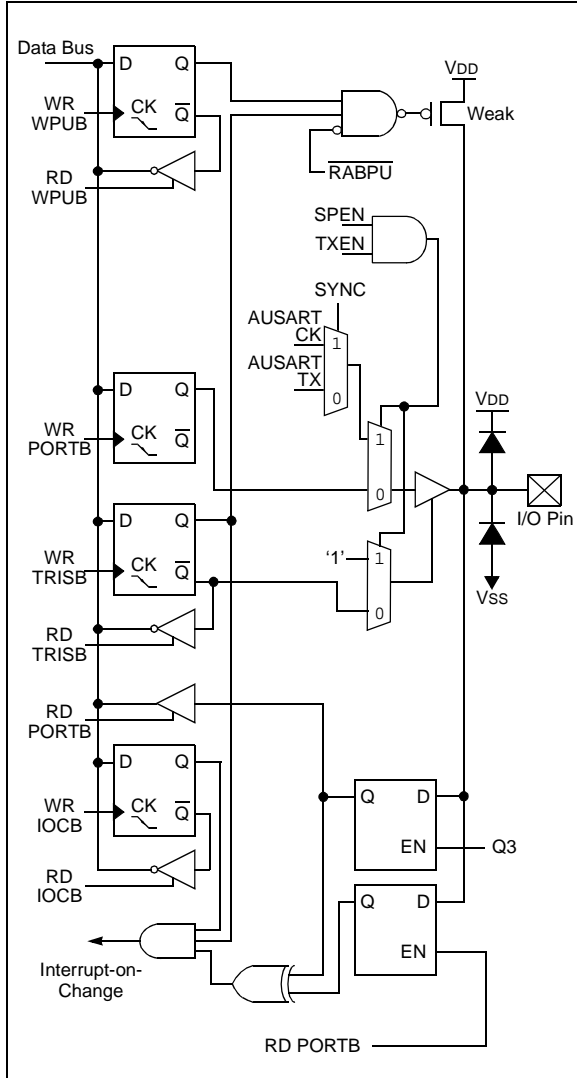 Data Bus
D Q
WR
WPUB
CK Q̅
RD
WPUB
VDD
Weak
R̅A̅B̅P̅U̅
SPEN
TXEN
SYNC
AUSART
CK
1
AUSART
TX
0
D Q
WR
PORTB
CK Q̅
1
0
VDD
I/O Pin
VSS
D Q
WR
TRISB
CK Q̅
'1'
1
0
RD
TRISB
RD
PORTB
D Q
WR
IOCB
CK Q̅
RD
IOCB
Q D
EN
Q3
Q D
EN
Interrupt-on-
Change
RD PORTB